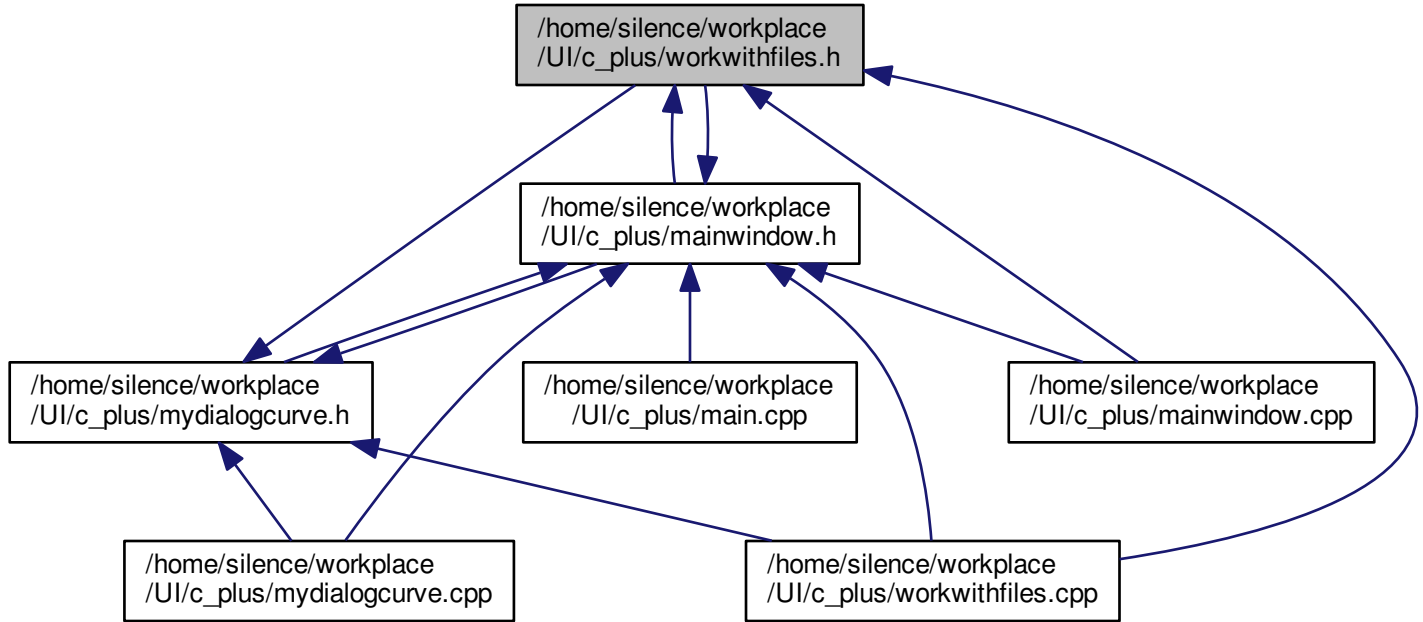 /home/silence/workplace
/UI/c_plus/workwithfiles.h
/home/silence/workplace
/UI/c_plus/mainwindow.h
/home/silence/workplace
/UI/c_plus/mydialogcurve.h
/home/silence/workplace
/UI/c_plus/main.cpp
/home/silence/workplace
/UI/c_plus/mainwindow.cpp
/home/silence/workplace
/UI/c_plus/mydialogcurve.cpp
/home/silence/workplace
/UI/c_plus/workwithfiles.cpp